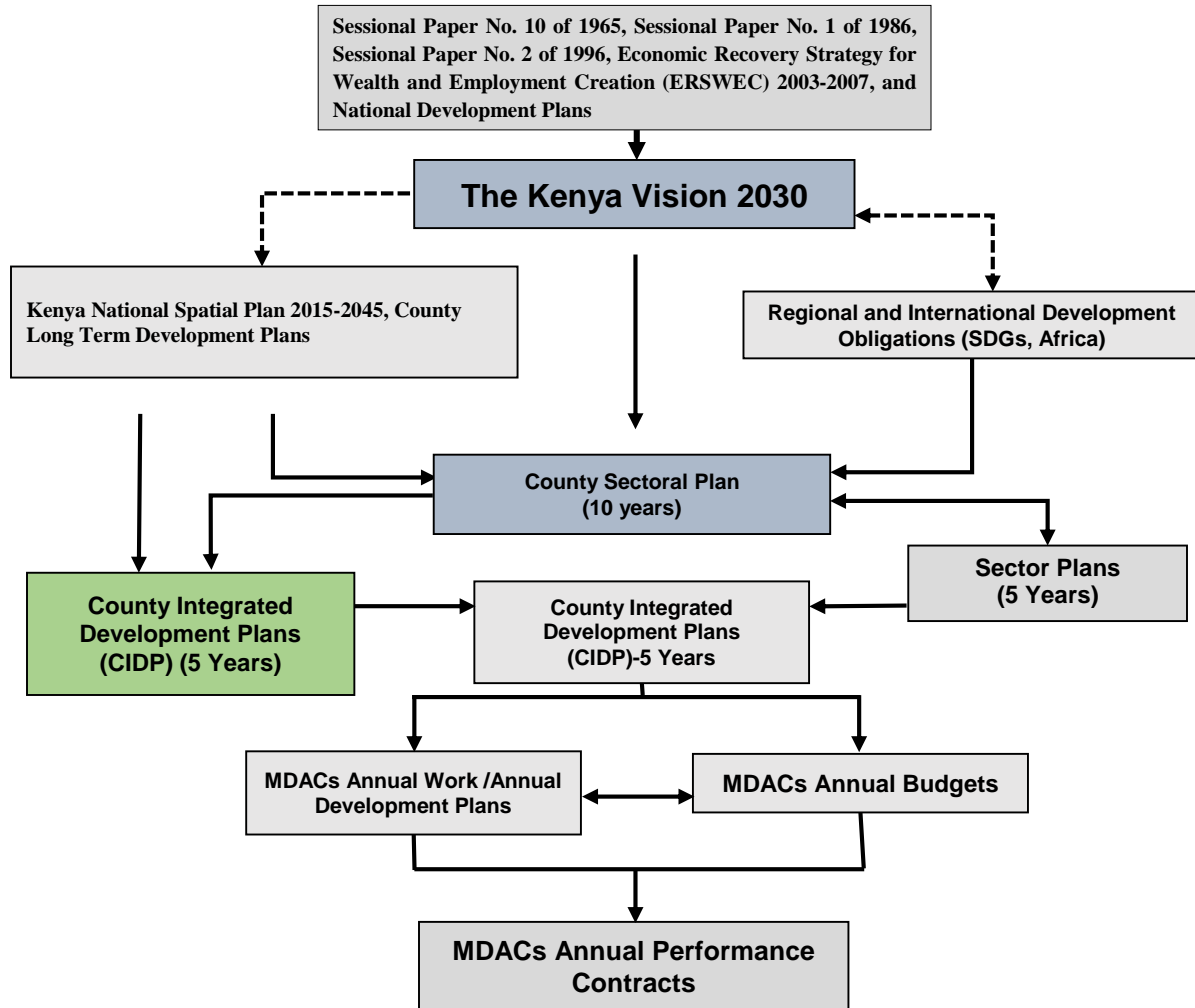 Sessional Paper No. 10 of 1965, Sessional Paper No. 1 of 1986,
Sessional Paper No. 2 of 1996, Economic Recovery Strategy for
Wealth and Employment Creation (ERSWEC) 2003-2007, and
National Development Plans
The Kenya Vision 2030
Kenya National Spatial Plan 2015-2045, County
Long Term Development Plans
Regional and International Development
Obligations (SDGs, Africa)
County Sectoral Plan
(10 years)
Sector Plans
(5 Years)
County Integrated
Development Plans
(CIDP) (5 Years)
County Integrated
Development Plans
(CIDP)-5 Years
MDACs Annual Work /Annual
Development Plans
MDACs Annual Budgets
MDACs Annual Performance
Contracts